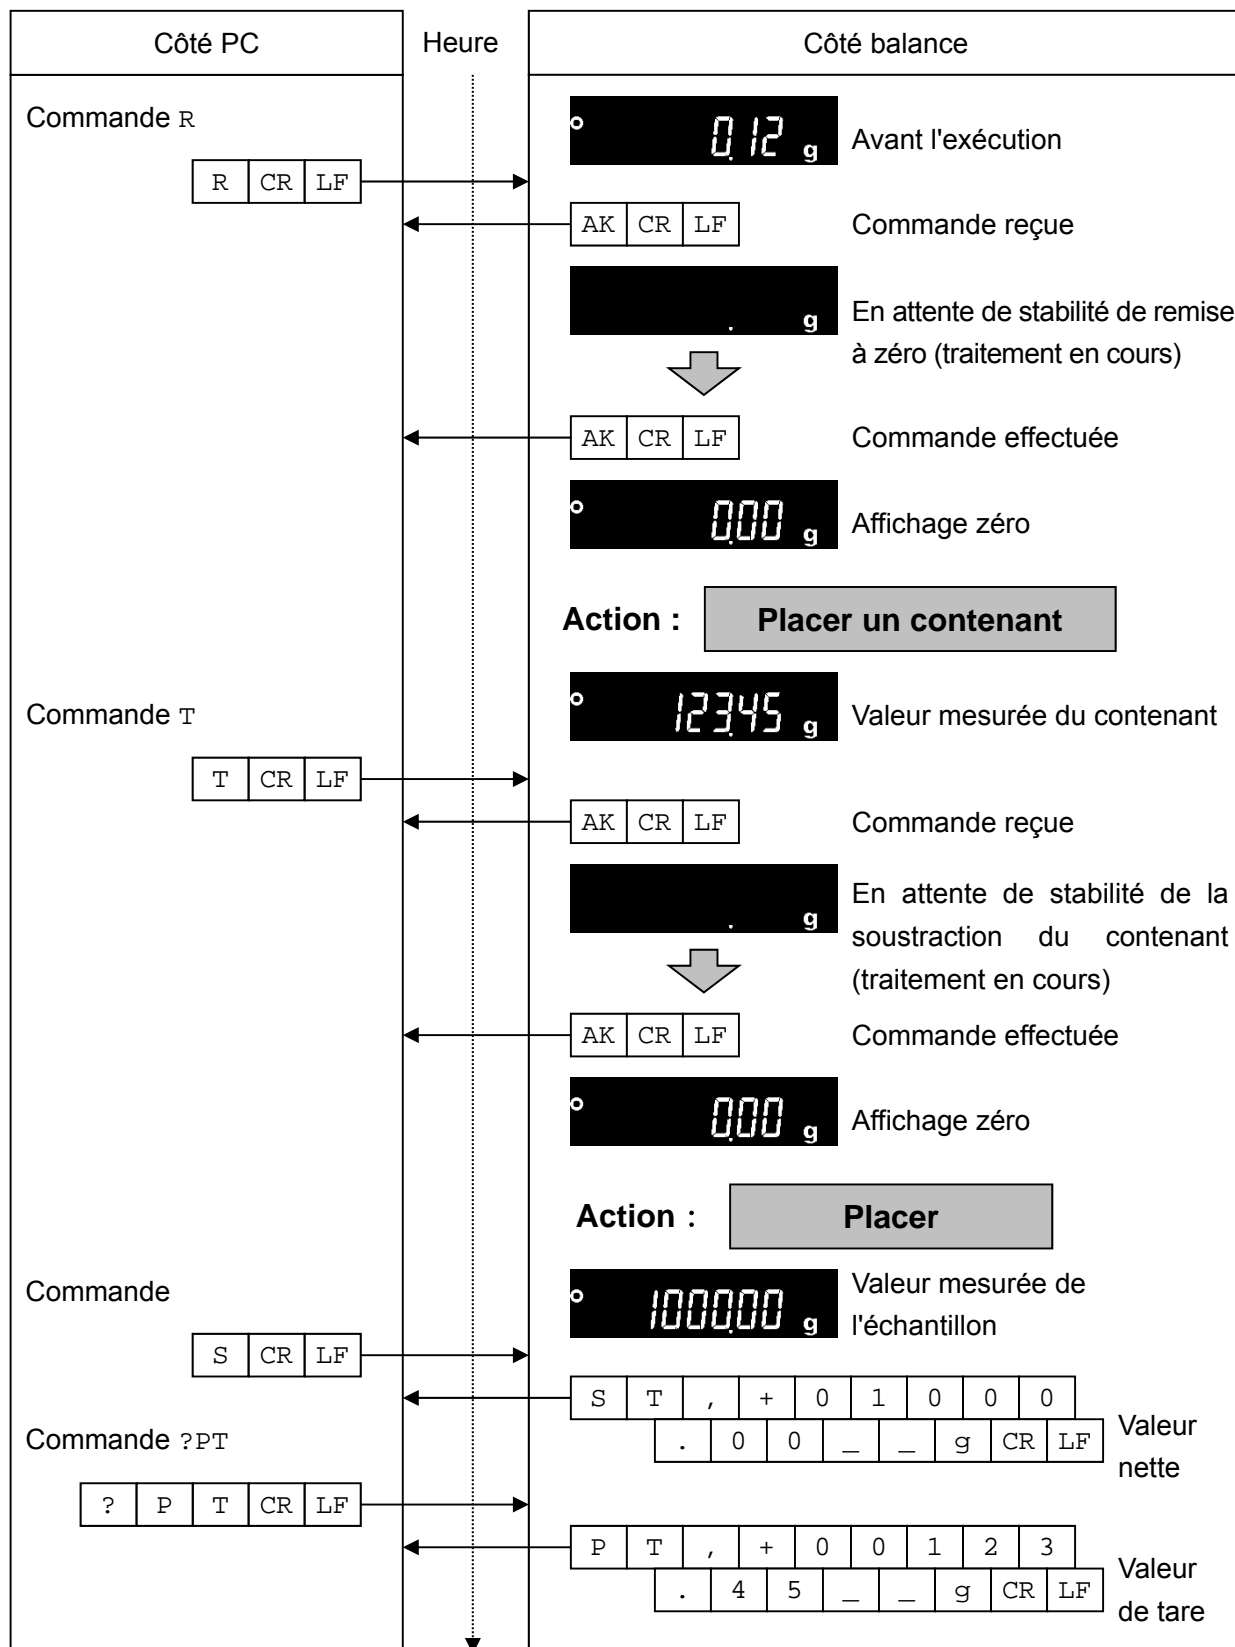 Côté PC Heure Côté balance
Commande R
0.12 g Avant l'exécution
R CR LF
AK CR LF Commande reçue
. g En attente de stabilité de remise
à zéro (traitement en cours)
AK CR LF Commande effectuée
0.00 g Affichage zéro
Action : Placer un contenant
123.45 g Valeur mesurée du contenant
Commande T
T CR LF
AK CR LF Commande reçue
. g En attente de stabilité de la
soustraction du contenant
(traitement en cours)
AK CR LF Commande effectuée
0.00 g Affichage zéro
Action : Placer
Commande
1000.00 g Valeur mesurée de
l'échantillon
S CR LF
S T , + 0 1 0 0 0
. 0 0 _ _ g CR LF Valeur
nette
Commande ?PT
? P T CR LF
P T , + 0 0 1 2 3
. 4 5 _ _ g CR LF Valeur
de tare